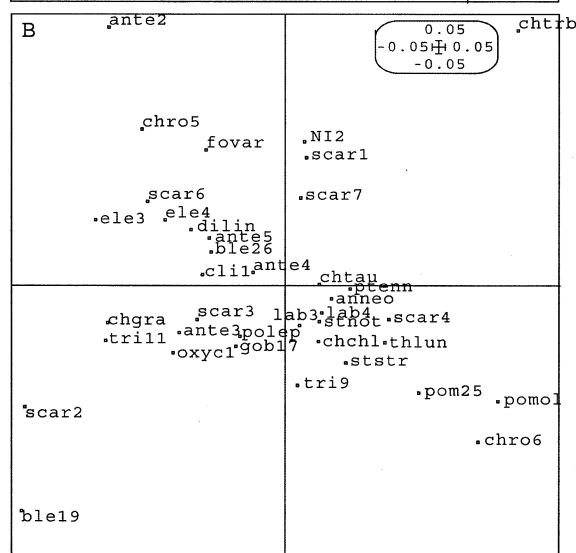 B
ante2
chtrb
0.05
-0.05 0.05
-0.05
chro5
fovar
NI2
scar1
scar6
scar7
ele3
ele4
dilin
ante5
ble26
cli1
ante4
chtau
ptenn
anneo
scar3
lab3
lab4
chgra
stnot
scar4
ante3
polep
tri11
gob17
chchl
thlun
oxyc1
ststr
tri9
pom25
pomol
scar2
chro6
ble19